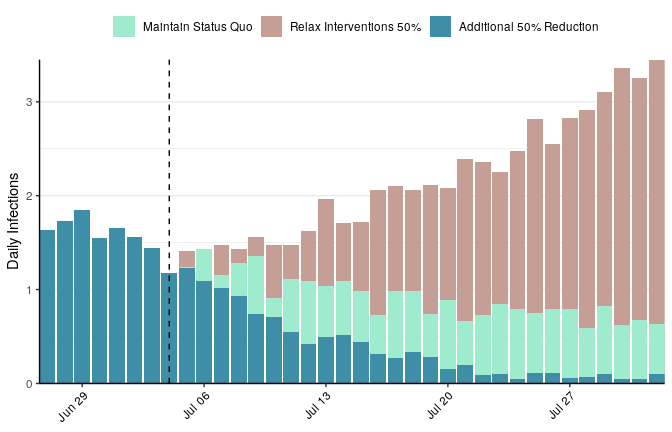 Maintain Status Quo Relax Interventions 50% Additional 50% Reduction
Daily Infections
3
2
1
0
Jun 29 Jul 06 Jul 13 Jul 20 Jul 27